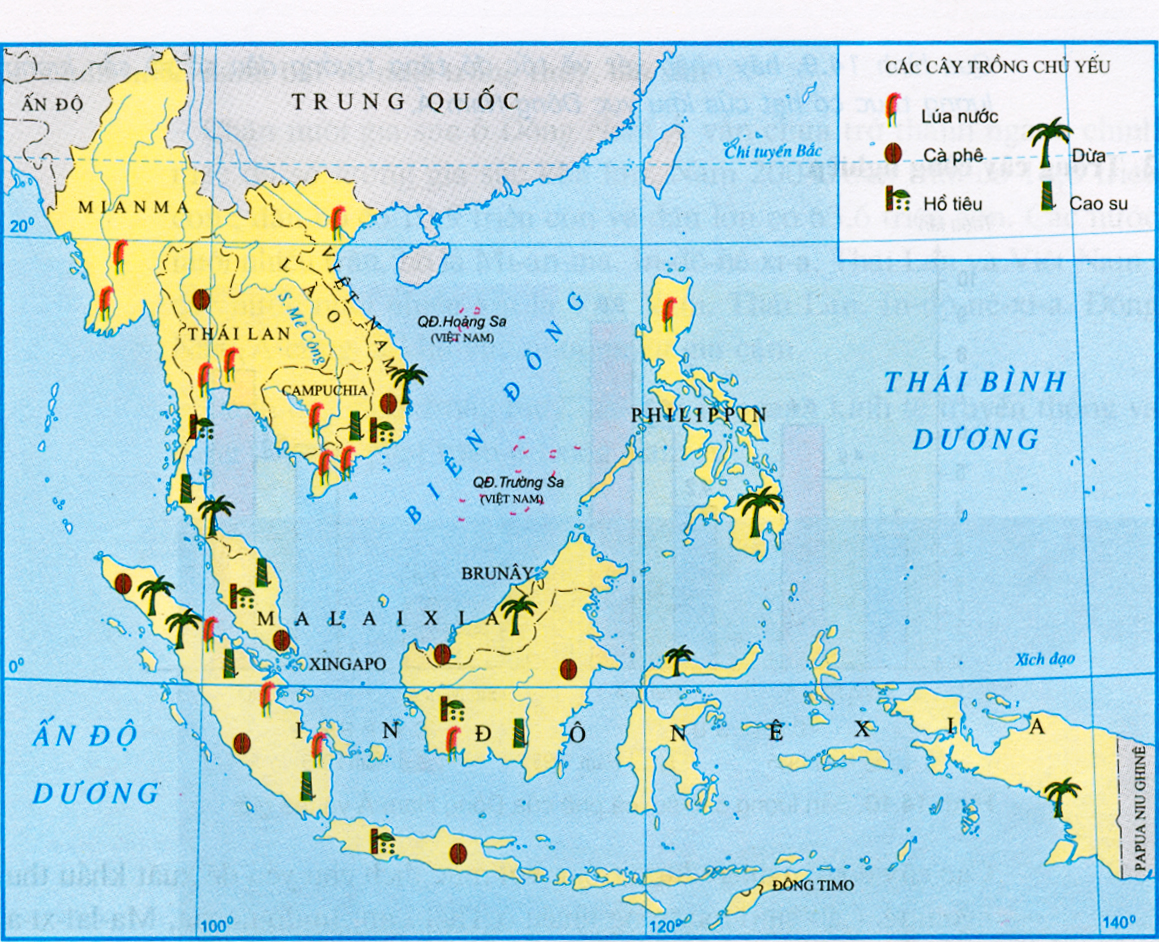 CÁC CÂY TRỒNG CHỦ YẾU
Lúa nước
Cà phê
Dừa
Hồ tiêu
Cao su
ẤN ĐỘ
TRUNG QUỐC
Chí tuyến Bắc
MIANMA
20°
VIỆT NAM
LÀO
S.Mê Công
THÁI LAN
QĐ.Hoàng Sa
(VIỆT NAM)
CAMPUCHIA
BIỂN ĐÔNG
PHILIPPIN
THÁI BÌNH
DƯƠNG
QĐ.Trường Sa
(VIỆT NAM)
BRUNÂY
MALAIXIA
XINGAPO
0°
Xích đạo
ẤN ĐỘ
DƯƠNG
INĐÔNÊXIA
PAPUA NIU GHINÊ
ĐÔNG TIMO
100°
120°
140°